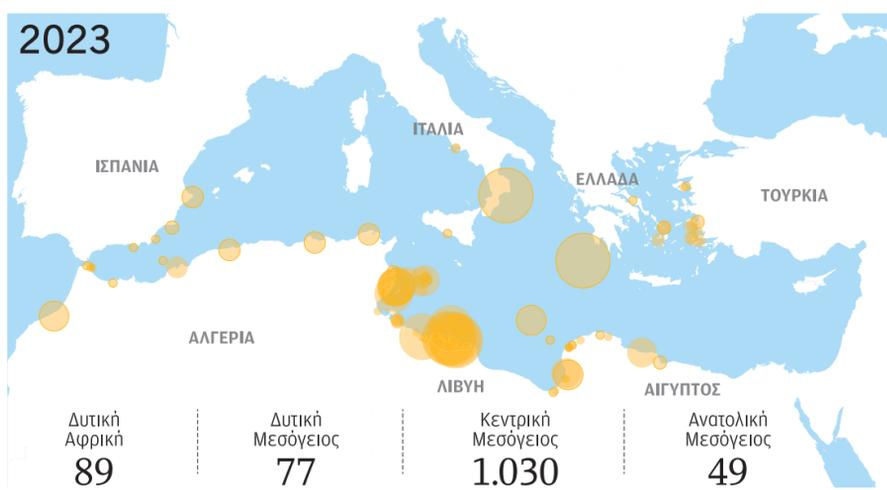 2023
ΙΤΑΛΙΑ
ΙΣΠΑΝΙΑ
ΕΛΛΑΔΑ
ΤΟΥΡΚΙΑ
ΑΛΓΕΡΙΑ
ΛΙΒΥΗ
ΑΙΓΥΠΤΟΣ
Δυτική
Αφρική
89
Δυτική
Μεσόγειος
77
Κεντρική
Μεσόγειος
1.030
Ανατολική
Μεσόγειος
49